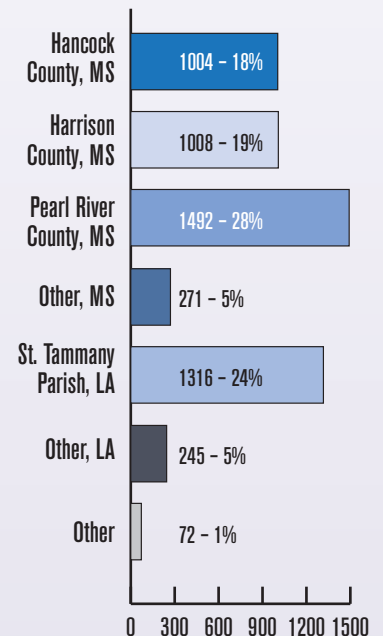 Hancock
County, MS
1004 – 18%
Harrison
County, MS
1008 – 19%
Pearl River
County, MS
1492 – 28%
Other, MS
271 – 5%
St. Tammany
Parish, LA
1316 – 24%
Other, LA
245 – 5%
Other
72 – 1%
0 300 600 900 1200 1500